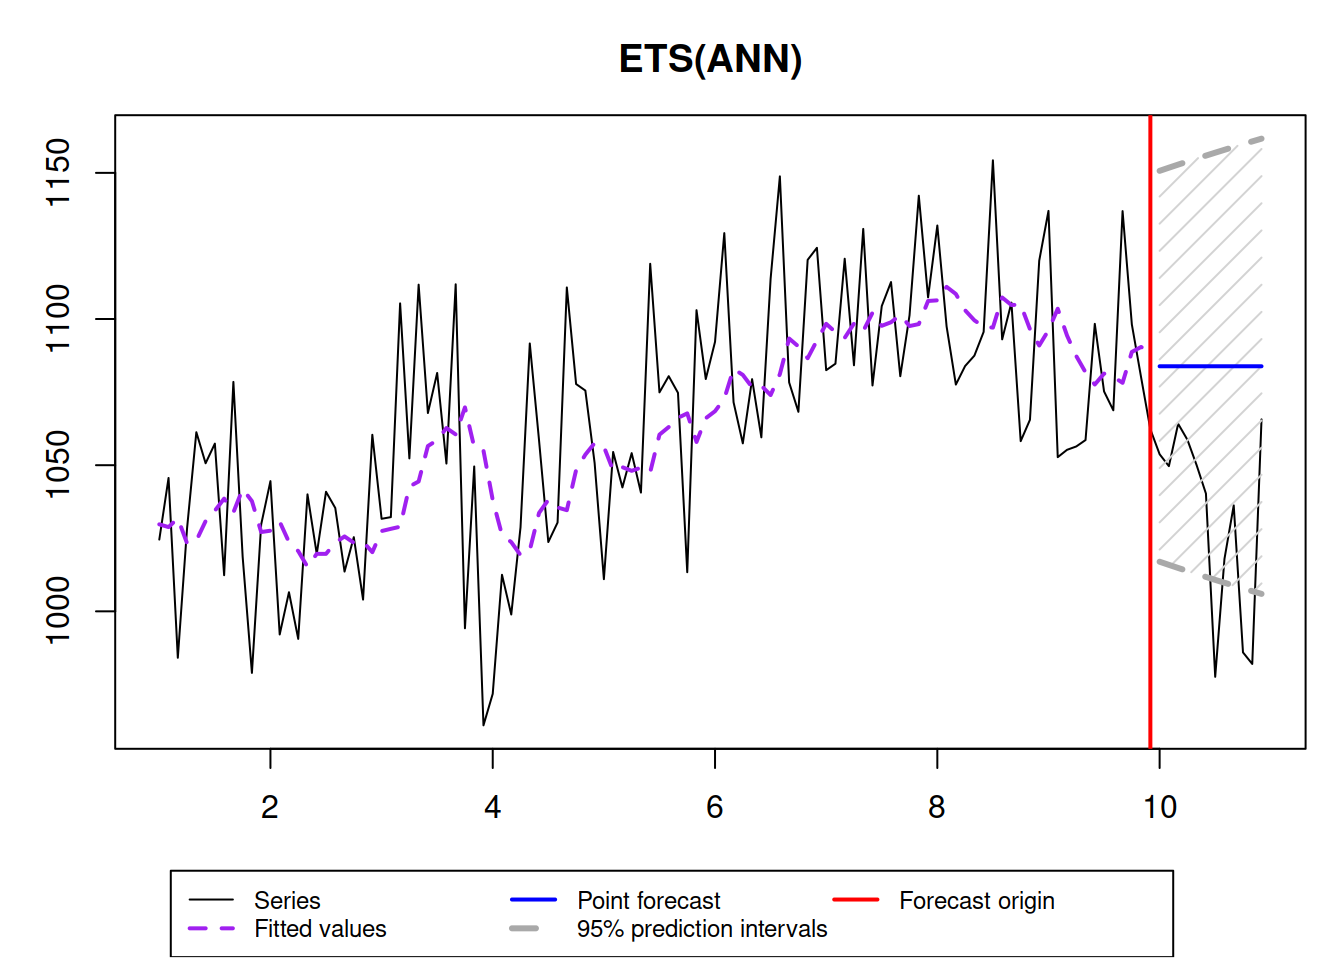 ETS(ANN)
1150
1100
1050
1000
2 4 6 8 10
Series Point forecast Forecast origin
Fitted values 95% prediction intervals